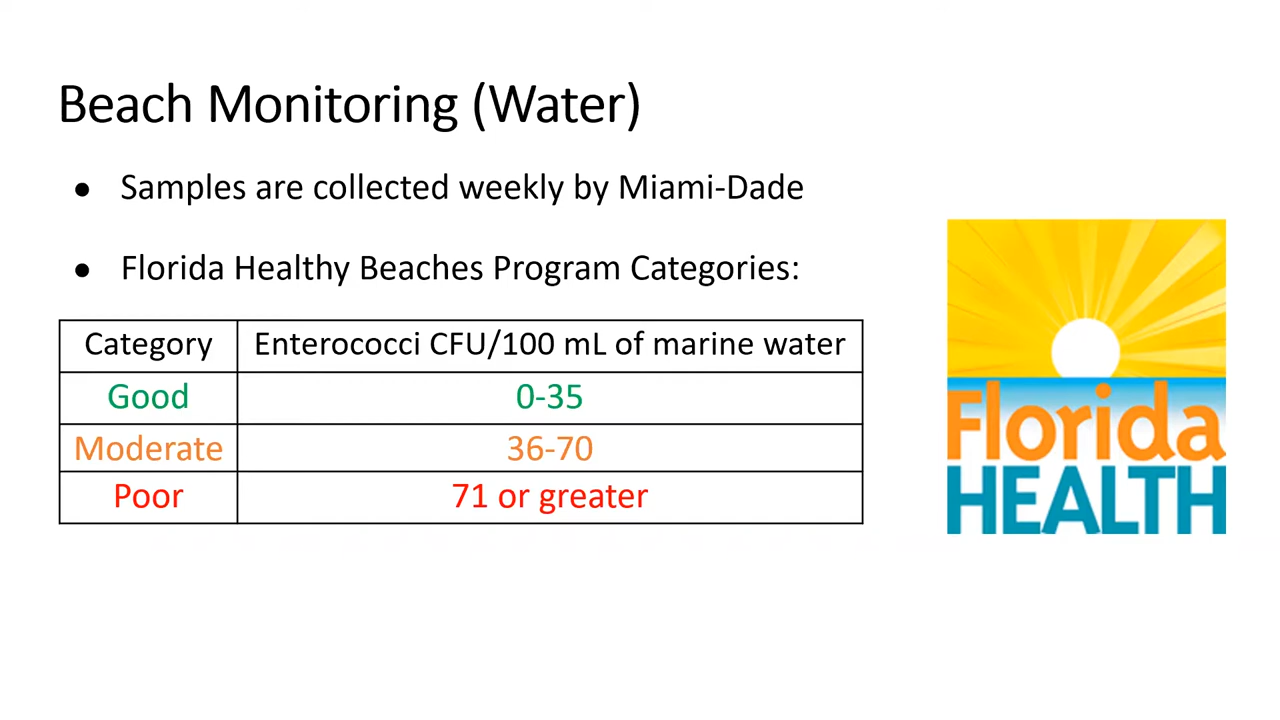 Beach Monitoring (Water)
● Samples are collected weekly by Miami-Dade
● Florida Healthy Beaches Program Categories:
Category Enterococci CFU/100 mL of marine water
Good 0-35
Moderate 36-70
Poor 71 or greater
Florida
HEALTH